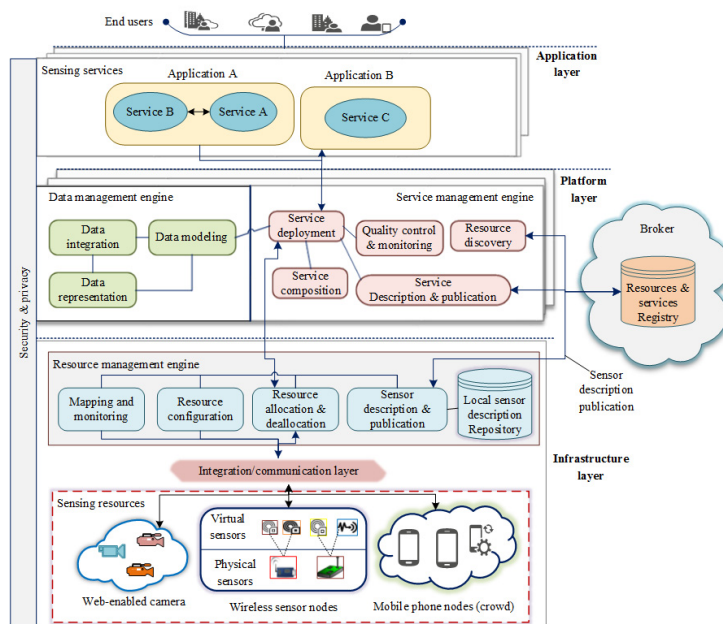 End users
Application
layer
Sensing services
Application A
Application B
Service B
Service A
Service C
Platform
layer
Data management engine
Service management engine
Data
integration
Data modeling
Data
representation
Service
deployment
Quality control
& monitoring
Resource
discovery
Service
composition
Service
Description & publication
Broker
Resources &
services
Registry
Security & privacy
Resource management engine
Mapping and
monitoring
Resource
configuration
Resource
allocation &
deallocation
Sensor
description &
publication
Local sensor
description
Repository
Sensor
description
publication
Infrastructure
layer
Integration/communication layer
Sensing resources
Virtual
sensors
Physical
sensors
Web-enabled camera
Wireless sensor nodes
Mobile phone nodes (crowd)